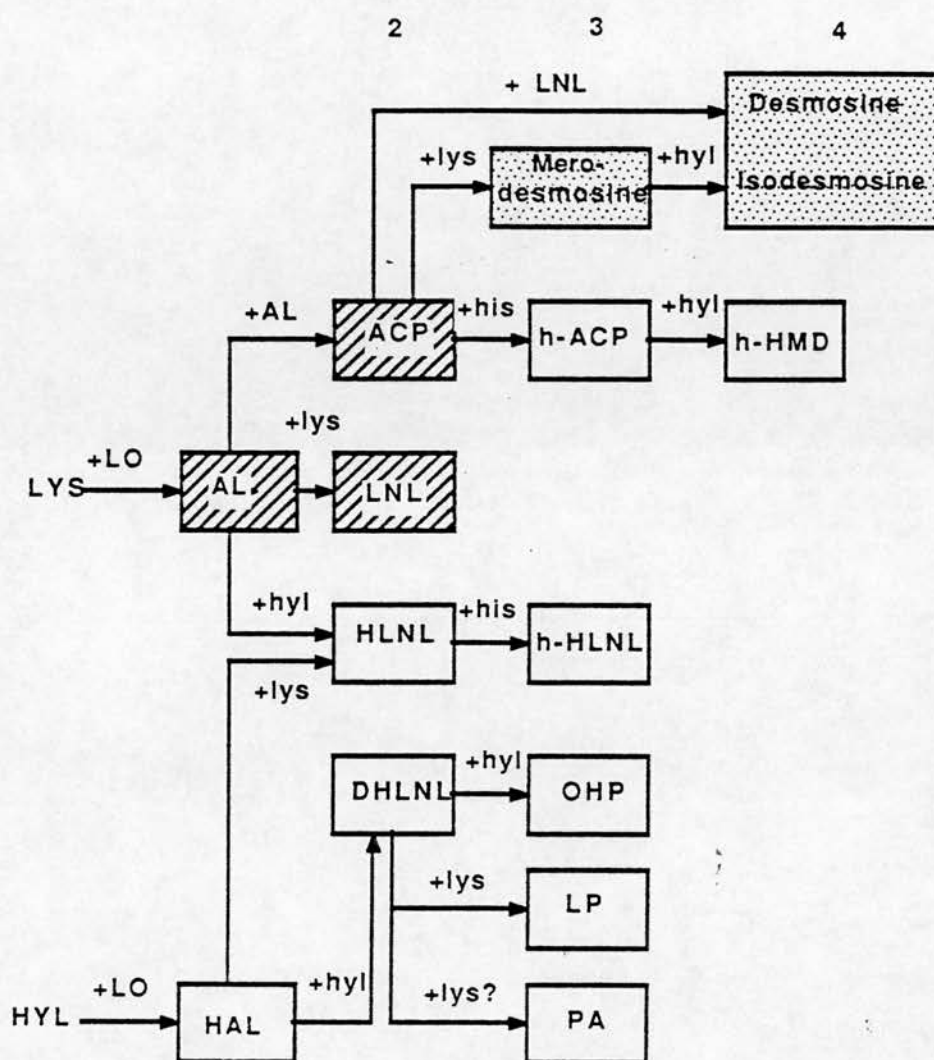 2 3 4
+ LNL
Desmosine
+lys
Mero-
desmosine
+hyl
Isodesmosine
+AL
ACP
+his
h-ACP
+hyl
h-HMD
+lys
LYS
+LO
AL
LNL
+hyl
HLNL
+his
h-HLNL
+lys
DHLNL
+hyl
OHP
+lys
LP
HYL
+LO
HAL
+hyl
+lys?
PA